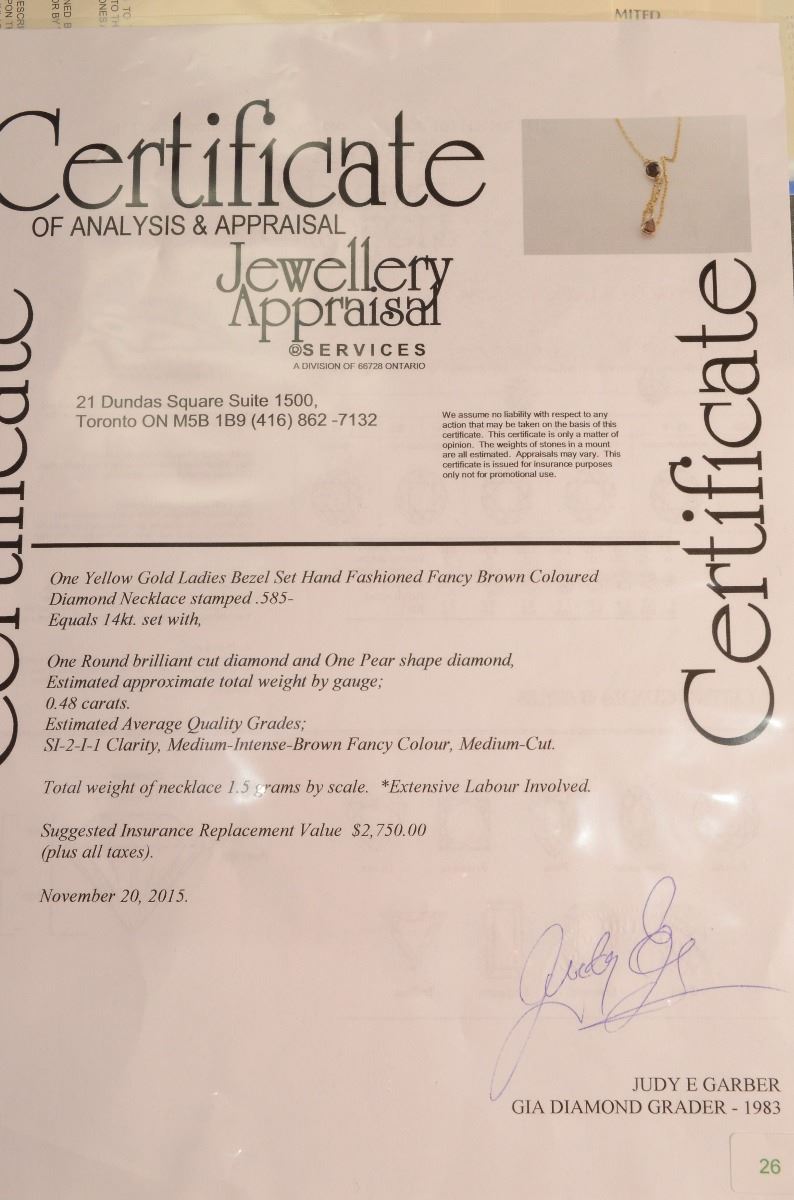 MITED
Certificate
OF ANALYSIS & APPRAISAL
Jewellery
Appraisal
®SERVICES
A DIVISION OF 66728 ONTARIO
21 Dundas Square Suite 1500,
Toronto ON M5B 1B9 (416) 862 -7132
We assume no liability with respect to any
action that may be taken on the basis of this
certificate. This certificate is only a matter of
opinion. The weights of stones in a mount
are all estimated. Appraisals may vary. This
certificate is issued for insurance purposes
only not for promotional use.
Certificate
Certificate
One Yellow Gold Ladies Bezel Set Hand Fashioned Fancy Brown Coloured
Diamond Necklace stamped .585-
Equals 14kt. set with,
One Round brilliant cut diamond and One Pear shape diamond,
Estimated approximate total weight by gauge;
0.48 carats.
Estimated Average Quality Grades;
SI-2-I-1 Clarity, Medium-Intense-Brown Fancy Colour, Medium-Cut.
Total weight of necklace 1.5 grams by scale. *Extensive Labour Involved.
Suggested Insurance Replacement Value $2,750.00
(plus all taxes).
November 20, 2015.
JUDY E GARBER
GIA DIAMOND GRADER - 1983
26